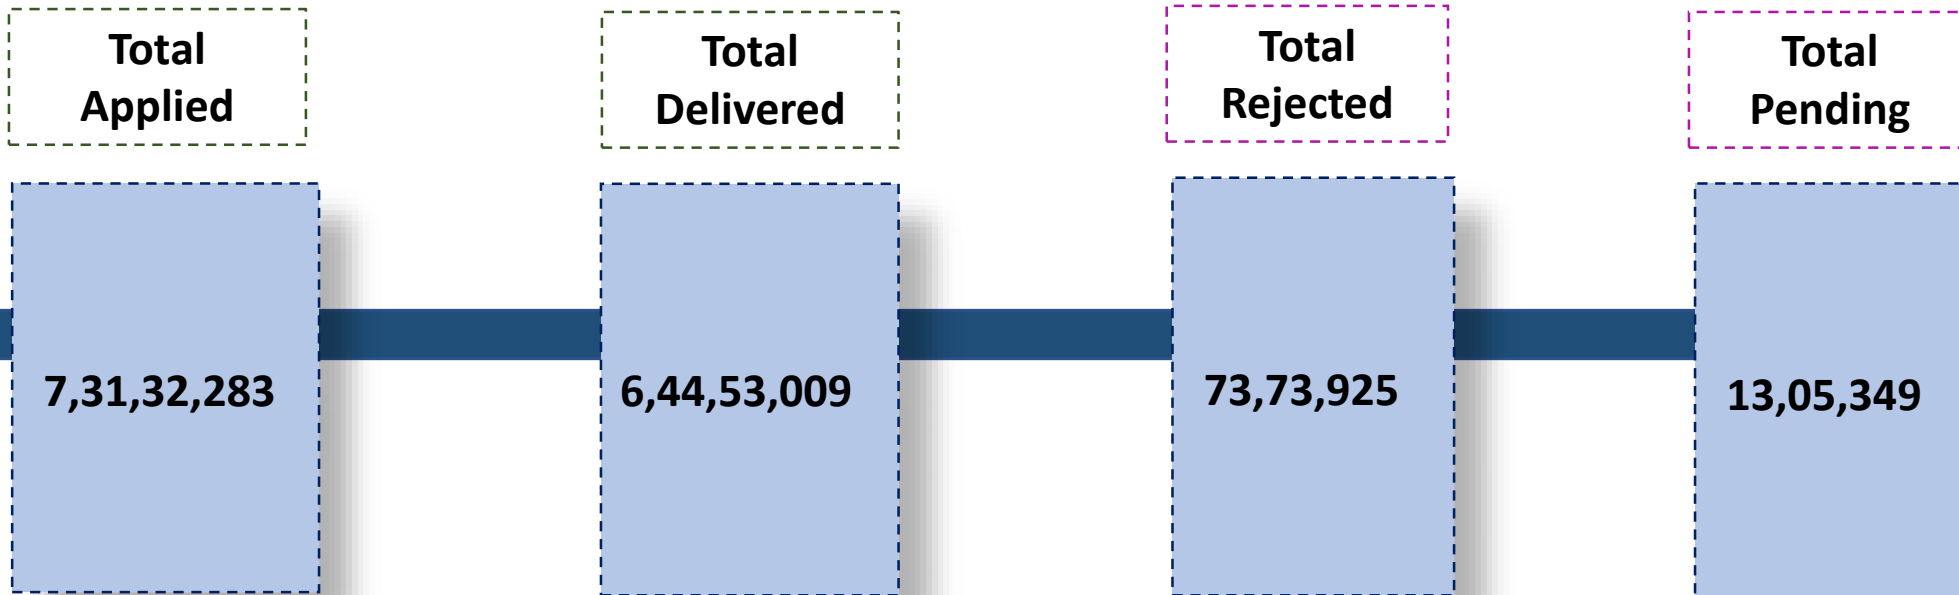 Total
Applied
Total
Delivered
Total
Rejected
Total
Pending
7,31,32,283
6,44,53,009
73,73,925
13,05,349